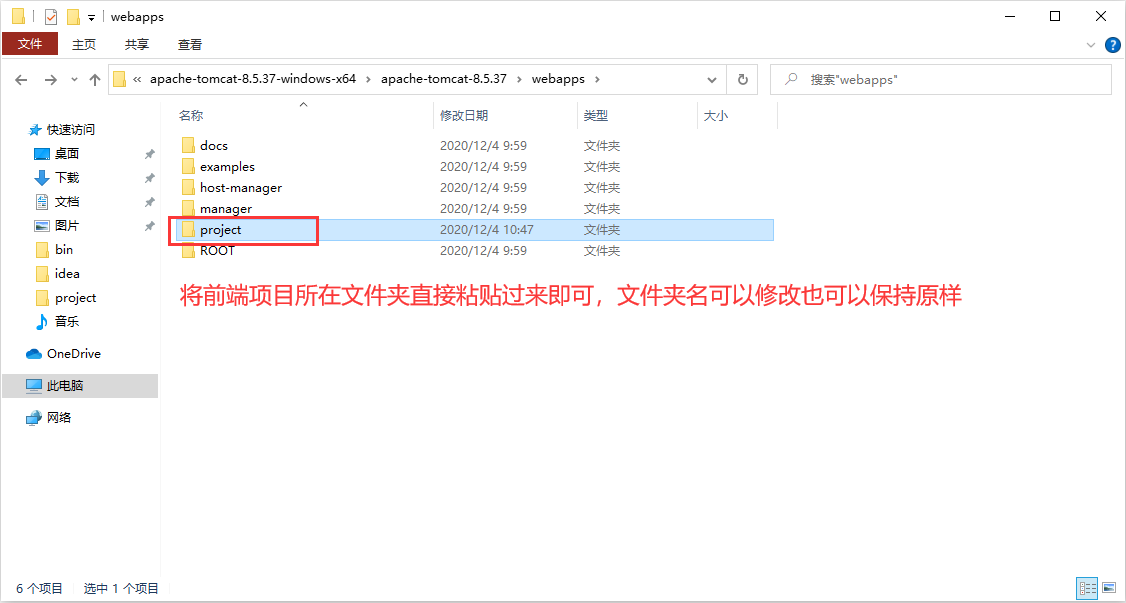 webapps
文件 主页 共享 查看
« apache-tomcat-8.5.37-windows-x64 › apache-tomcat-8.5.37 › webapps ›
搜索"webapps"
名称 修改日期 类型 大小
快速访问
桌面
下载
文档
图片
bin
idea
project
音乐
OneDrive
此电脑
网络
docs 2020/12/4 9:59 文件夹
examples 2020/12/4 9:59 文件夹
host-manager 2020/12/4 9:59 文件夹
manager 2020/12/4 9:59 文件夹
project 2020/12/4 10:47 文件夹
ROOT 2020/12/4 9:59 文件夹
将前端项目所在文件夹直接粘贴过来即可，文件夹名可以修改也可以保持原样
6 个项目 选中 1 个项目